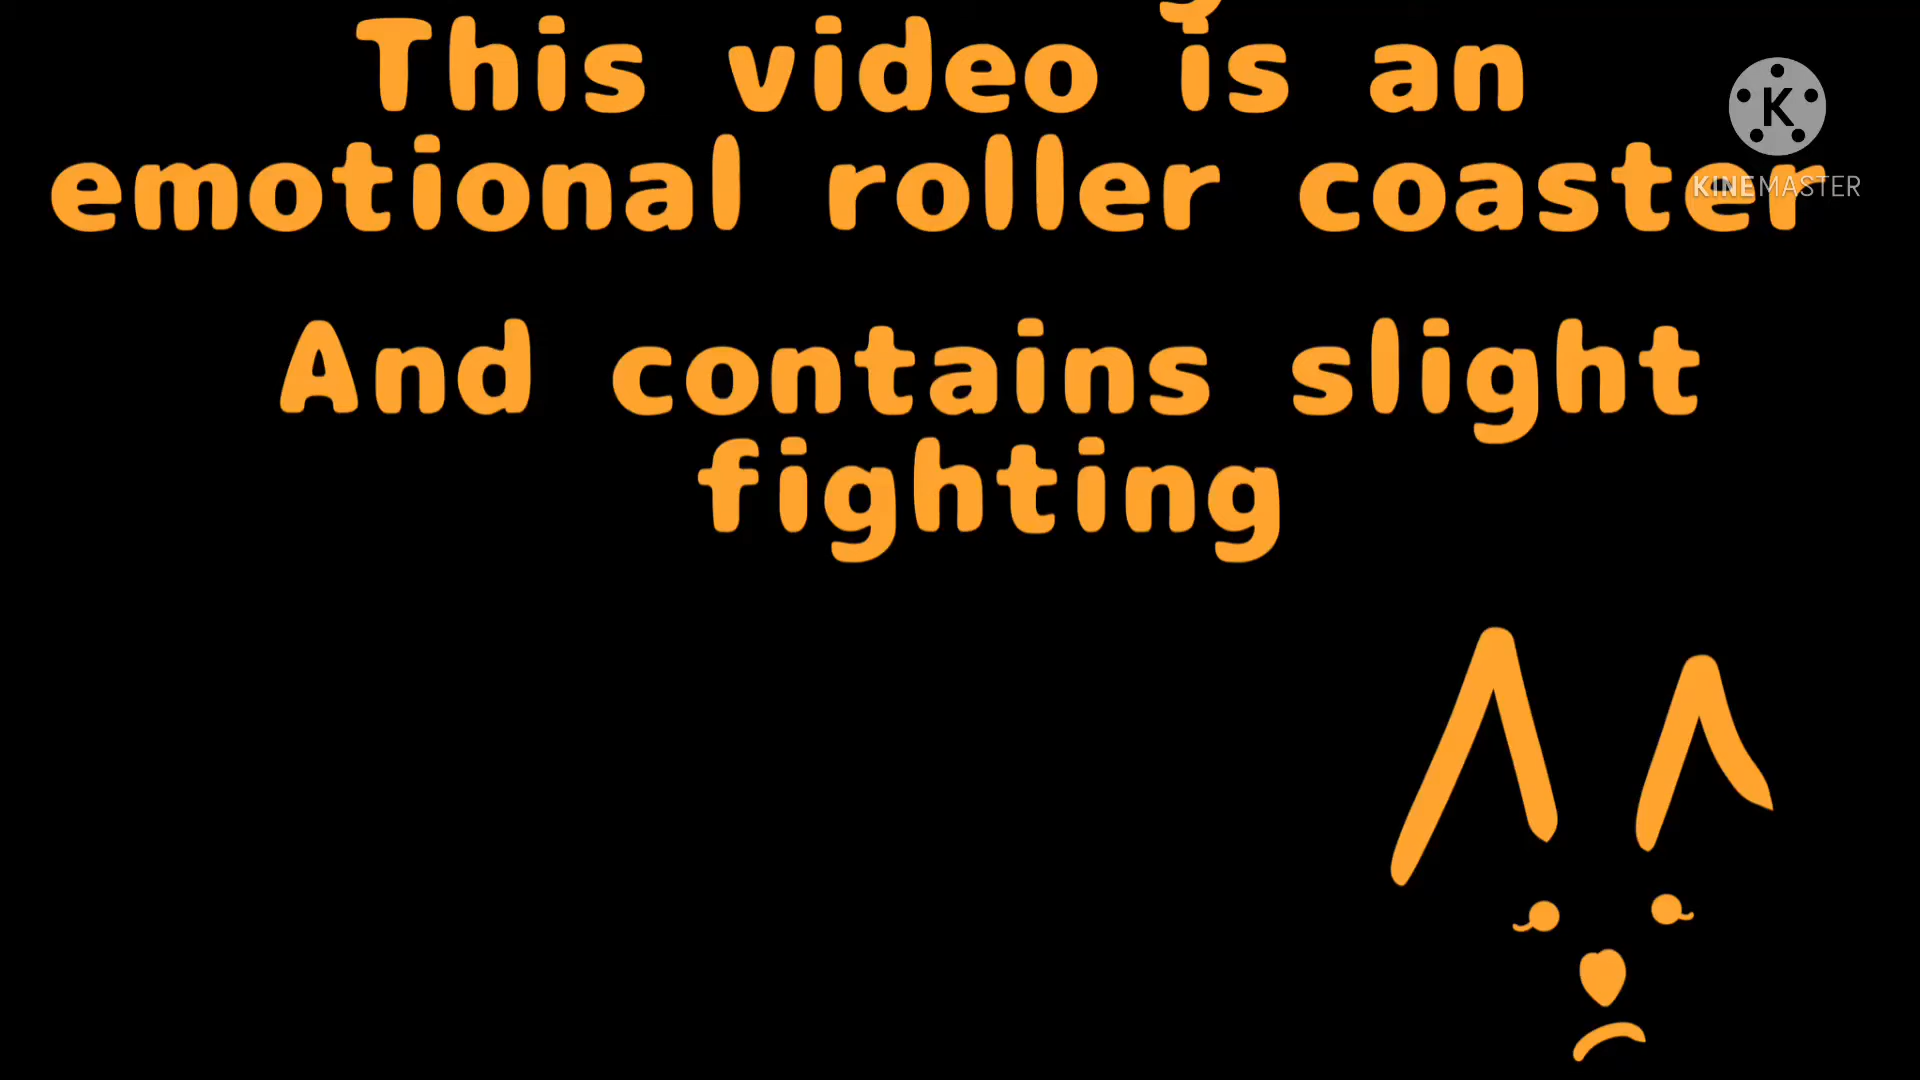 This video is an
emotional roller coaster
And contains slight
fighting
K
KINEMASTER